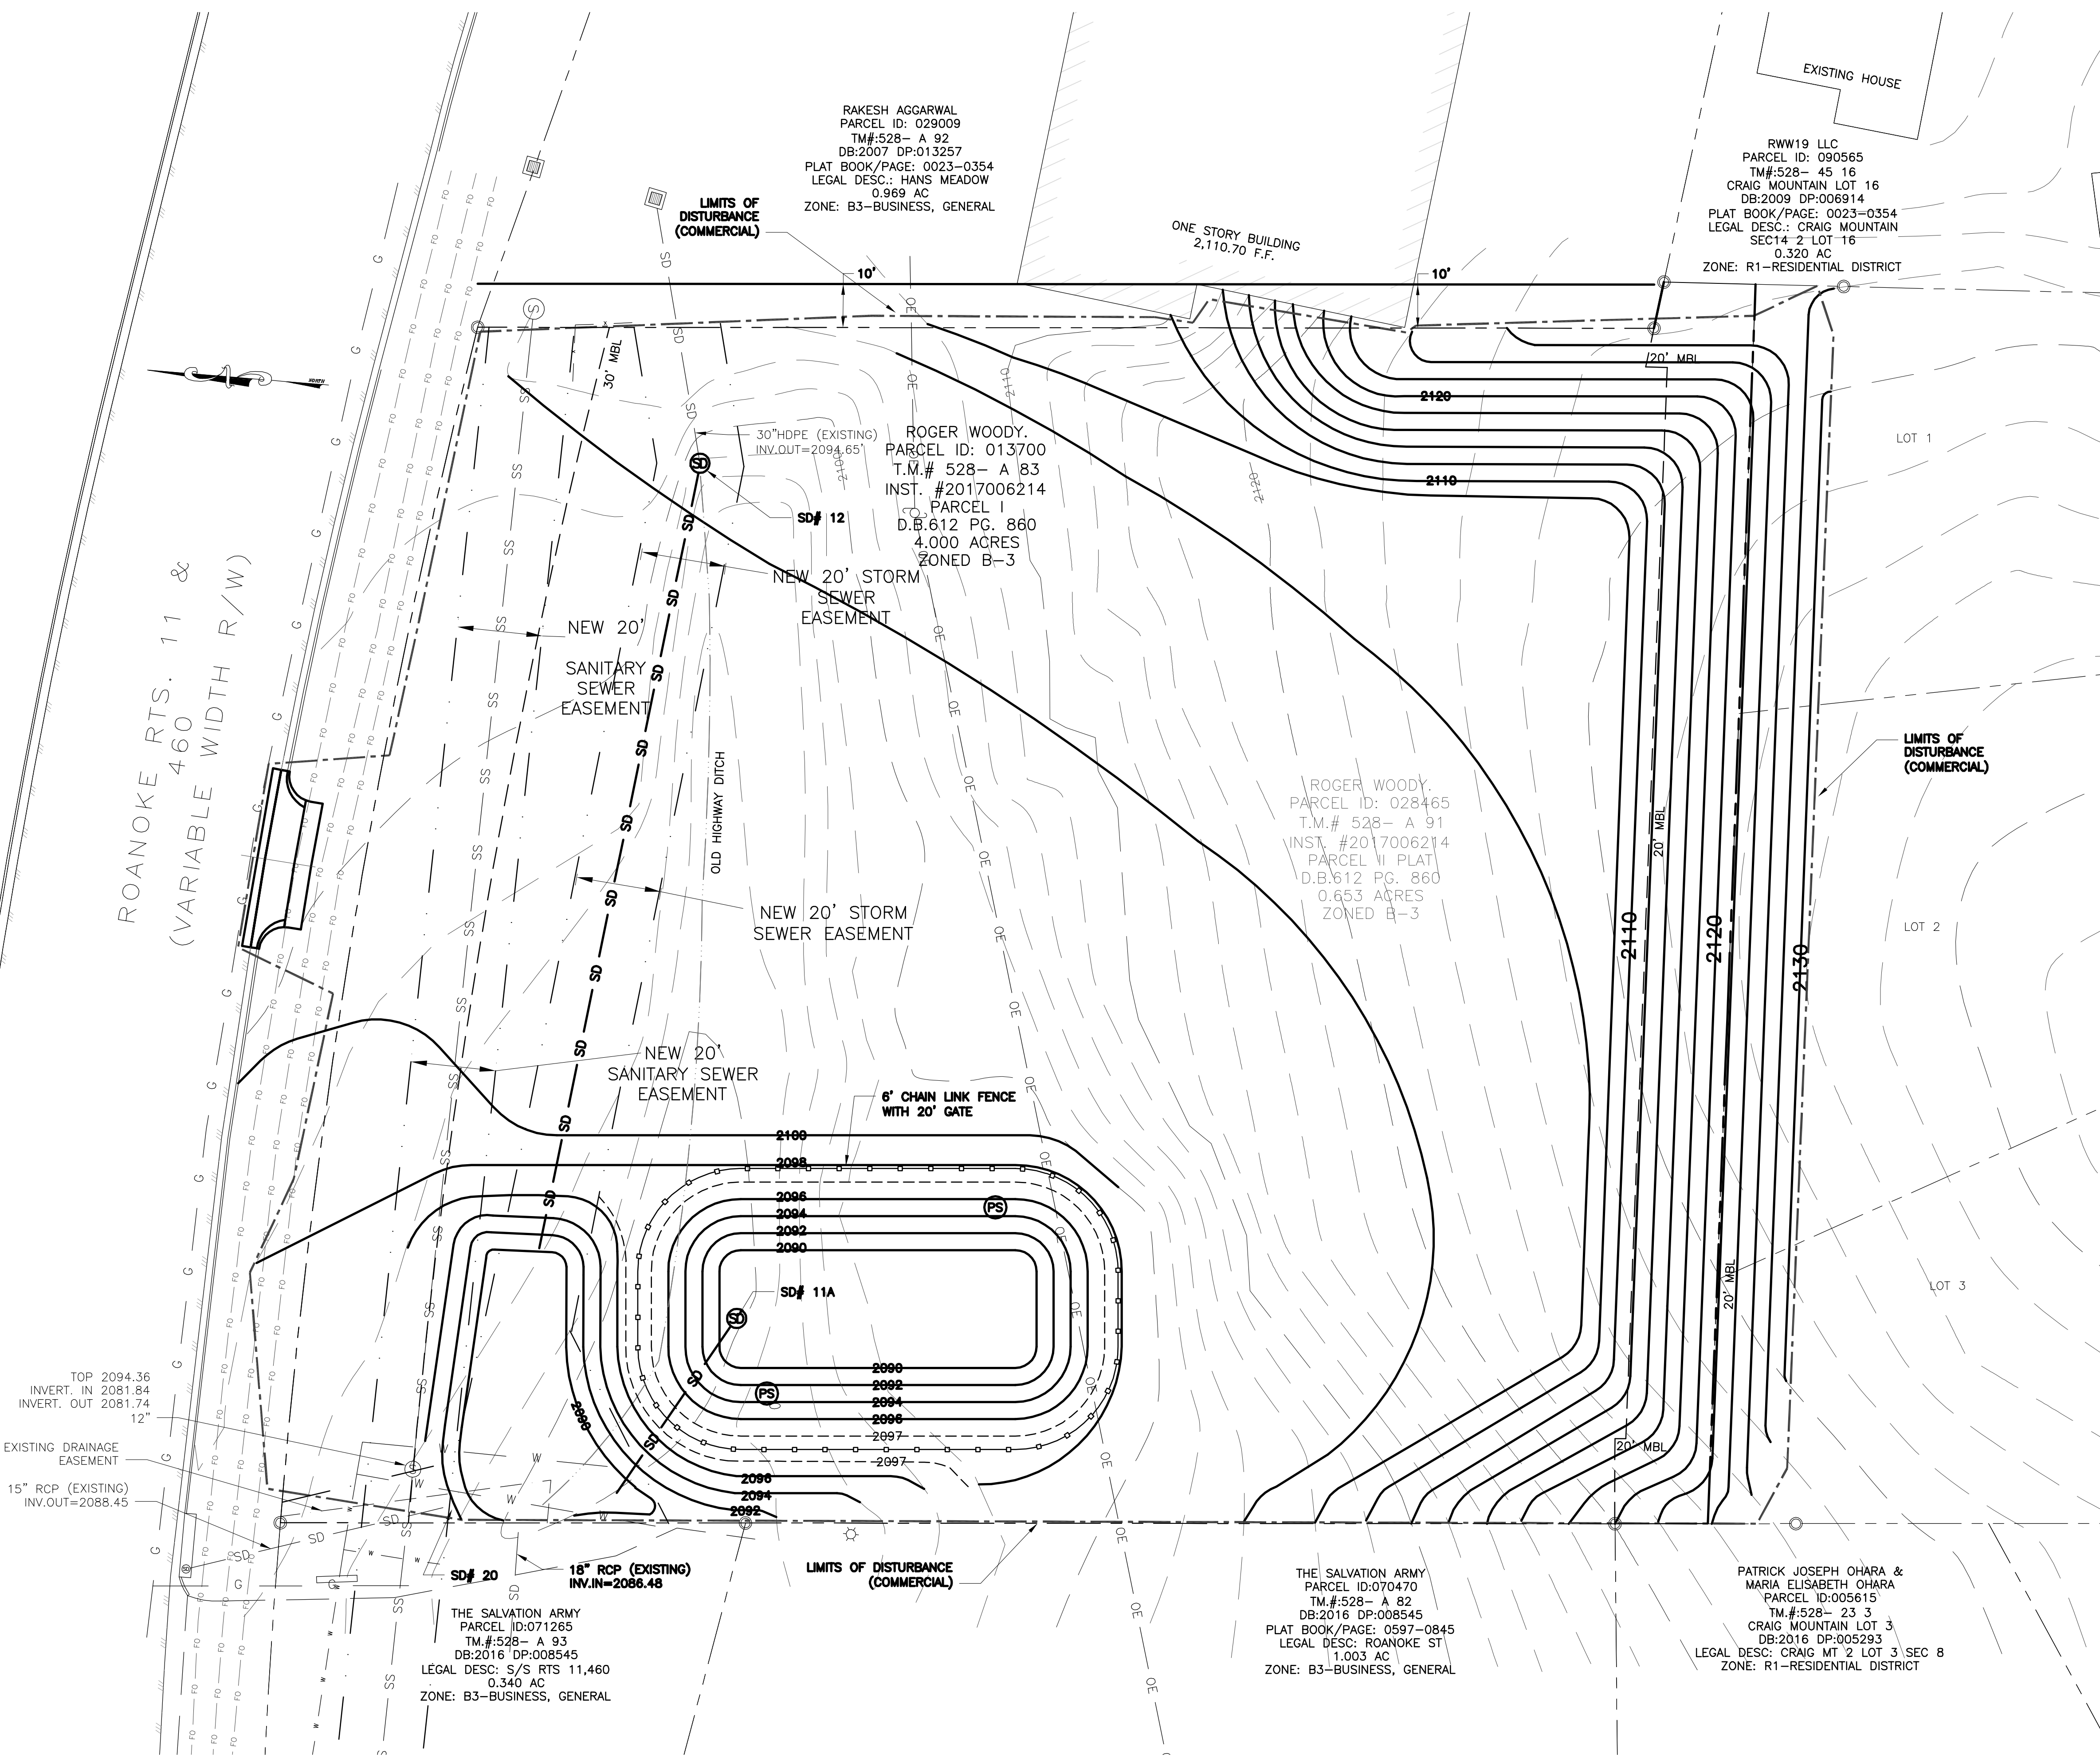 EXISTING HOUSE
RAKESH AGGARWAL
PARCEL ID: 029009
TM#:528– A 92
DB:2007 DP:013257
PLAT BOOK/PAGE: 0023–0354
LEGAL DESC.: HANS MEADOW
0.969 AC
ZONE: B3–BUSINESS, GENERAL
RWW19 LLC
PARCEL ID: 090565
TM#:528– 45 16
CRAIG MOUNTAIN LOT 16
DB:2009 DP:006914
PLAT BOOK/PAGE: 0023–0354
LEGAL DESC.: CRAIG MOUNTAIN
SEC14 2 LOT 16
0.320 AC
ZONE: R1–RESIDENTIAL DISTRICT
LIMITS OF
DISTURBANCE
(COMMERCIAL)
ONE STORY BUILDING
2,110.70 F.F.
10'
10'
NORTH
30' MBL
20' MBL
2110
2120
2110
2100
2120
30"HDPE (EXISTING)
INV.OUT=2094.65'
SD# 12
ROGER WOODY.
PARCEL ID: 013700
T.M.# 528– A 83
INST. #2017006214
PARCEL I
D.B.612 PG. 860
4.000 ACRES
ZONED B–3
LOT 1
NEW 20' STORM
SEWER
EASEMENT
NEW 20'
SANITARY
SEWER
EASEMENT
ROANOKE RTS. 11 &
460
(VARIABLE WIDTH R/W)
OLD HIGHWAY DITCH
LIMITS OF
DISTURBANCE
(COMMERCIAL)
ROGER WOODY.
PARCEL ID: 028465
T.M.# 528– A 91
INST. #2017006214
PARCEL II PLAT
D.B.612 PG. 860
0.653 ACRES
ZONED B–3
20' MBL
2110
2120
2130
LOT 2
NEW 20' STORM
SEWER EASEMENT
NEW 20'
SANITARY SEWER
EASEMENT
6' CHAIN LINK FENCE
WITH 20' GATE
2100
2098
2096
2094
2092
2090
PS
SD# 11A
SD
2090
2092
2094
2096
2097
2097
2096
2094
2092
2090
PS
20' MBL
LOT 3
20' MBL
TOP 2094.36
INVERT. IN 2081.84
INVERT. OUT 2081.74
12"
EXISTING DRAINAGE
EASEMENT
15" RCP (EXISTING)
INV.OUT=2088.45
SD# 20
18" RCP (EXISTING)
INV.IN=2086.48
LIMITS OF DISTURBANCE
(COMMERCIAL)
THE SALVATION ARMY
PARCEL ID:071265
TM.#:528– A 93
DB:2016 DP:008545
LEGAL DESC: S/S RTS 11,460
0.340 AC
ZONE: B3–BUSINESS, GENERAL
THE SALVATION ARMY
PARCEL ID:070470
TM.#:528– A 82
DB:2016 DP:008545
PLAT BOOK/PAGE: 0597–0845
LEGAL DESC: ROANOKE ST
1.003 AC
ZONE: B3–BUSINESS, GENERAL
PATRICK JOSEPH OHARA &
MARIA ELISABETH OHARA
PARCEL ID:005615
TM.#:528– 23 3
CRAIG MOUNTAIN LOT 3
DB:2016 DP:005293
LEGAL DESC: CRAIG MT 2 LOT 3 SEC 8
ZONE: R1–RESIDENTIAL DISTRICT